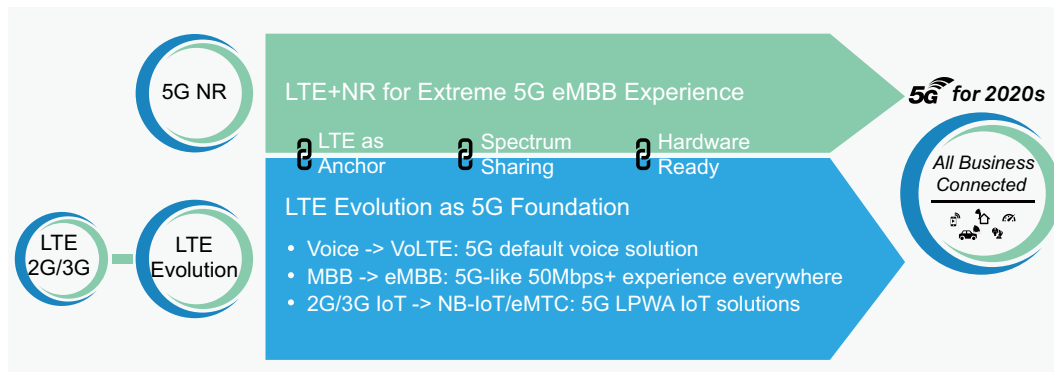 5G NR
LTE+NR for Extreme 5G eMBB Experience
5G for 2020s
LTE as
Anchor
Spectrum
Sharing
Hardware
Ready
All Business
Connected
LTE
2G/3G
LTE
Evolution
LTE Evolution as 5G Foundation
• Voice -> VoLTE: 5G default voice solution
• MBB -> eMBB: 5G-like 50Mbps+ experience everywhere
• 2G/3G IoT -> NB-IoT/eMTC: 5G LPWA IoT solutions